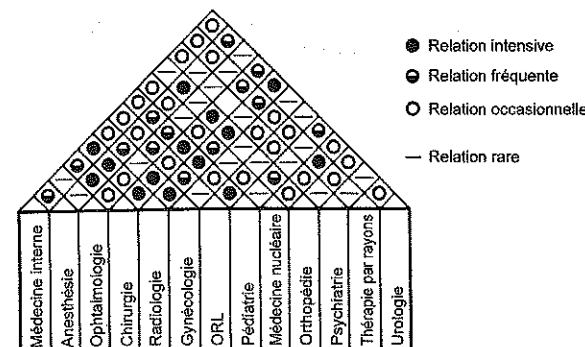 Relation intensive
Relation fréquente
Relation occasionnelle
Relation rare
Médecine interne
Anesthésie
Ophtalmologie
Chirurgie
Radiologie
Gynécologie
ORL
Pédiatrie
Médecine nucléaire
Orthopédie
Psychiatrie
Thérapie par rayons
Urologie